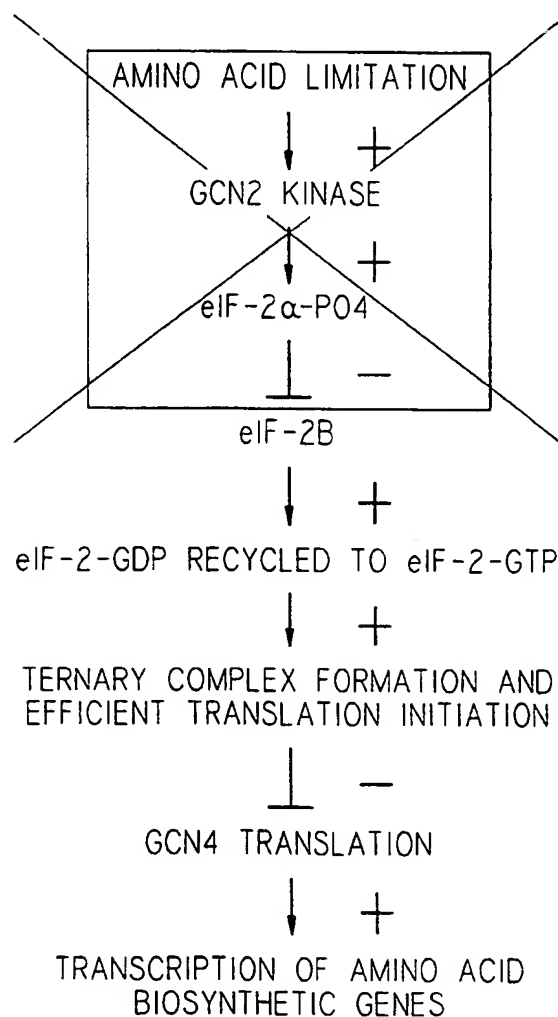 AMINO ACID LIMITATION
+
GCN2 KINASE
+
eIF-2α-PO4
−
eIF-2B
+
eIF-2-GDP RECYCLED TO eIF-2-GTP
+
TERNARY COMPLEX FORMATION AND
EFFICIENT TRANSLATION INITIATION
−
GCN4 TRANSLATION
+
TRANSCRIPTION OF AMINO ACID
BIOSYNTHETIC GENES